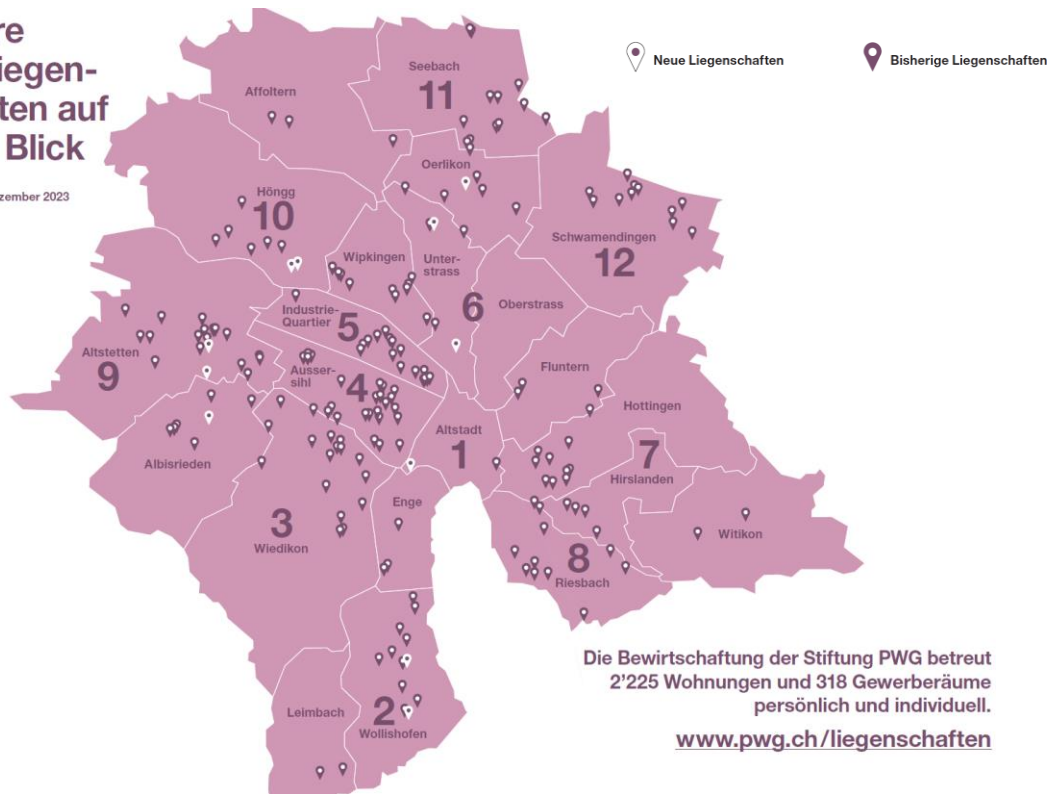 re
iegen-
ten auf
Blick
zember 2023
Neue Liegenschaften
Bisherige Liegenschaften
Seebach
11
Affoltern
Oerlikon
Höngg
10
Schwamendingen
12
Wipkingen
Unter-
strass
6
Oberstrass
Industrie-
Quartier
5
Altstetten
9
Ausser-
sihl
4
Fluntern
Hottingen
Altstadt
1
7
Hirslanden
Albisrieden
Enge
3
Wiedikon
Witikon
8
Riesbach
Leimbach
2
Wollishofen
Die Bewirtschaftung der Stiftung PWG betreut
2’225 Wohnungen und 318 Gewerberäume
persönlich und individuell.
www.pwg.ch/liegenschaften